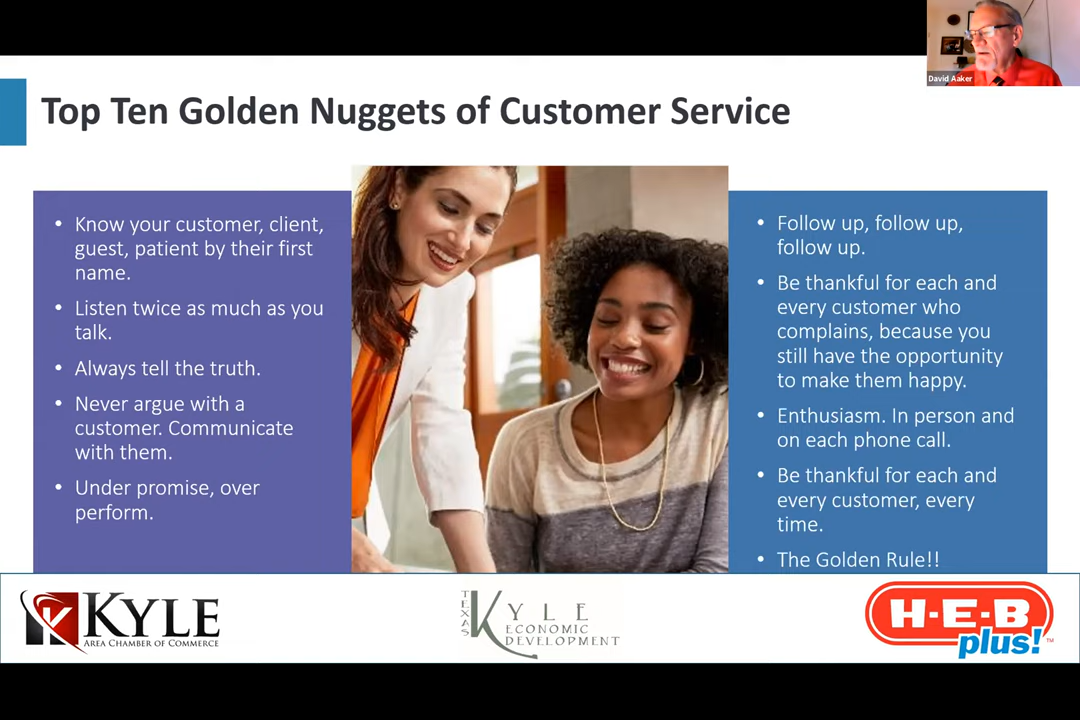 David Aaker
Top Ten Golden Nuggets of Customer Service
• Know your customer, client,
guest, patient by their first
name.
• Listen twice as much as you
talk.
• Always tell the truth.
• Never argue with a
customer. Communicate
with them.
• Under promise, over
perform.
• Follow up, follow up,
follow up.
• Be thankful for each and
every customer who
complains, because you
still have the opportunity
to make them happy.
• Enthusiasm. In person and
on each phone call.
• Be thankful for each and
every customer, every
time.
• The Golden Rule!!
KYLE
AREA CHAMBER OF COMMERCE
TEXAS
KYLE
ECONOMIC
DEVELOPMENT
H-E-B
plus!™